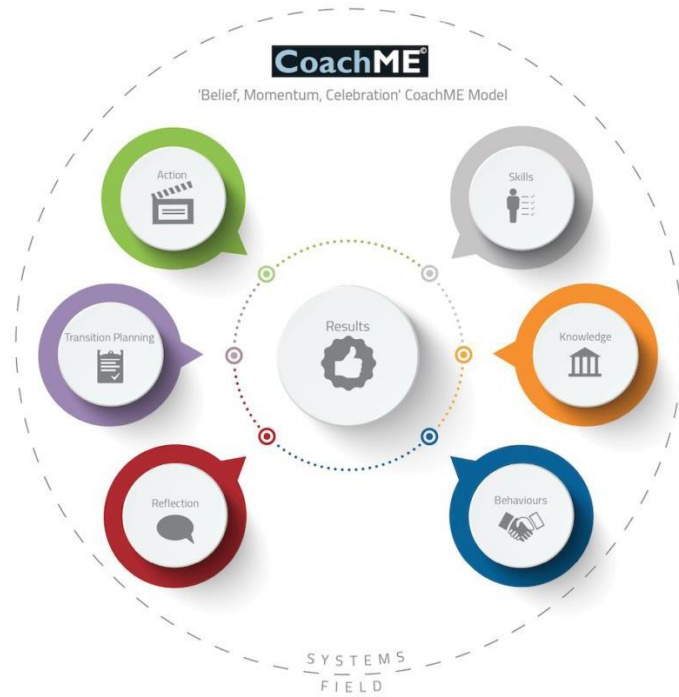 CoachME©
'Belief, Momentum, Celebration' CoachME Model
Action
Skills
Transition Planning
Results
Knowledge
Reflection
Behaviours
SYSTEMS
FIELD